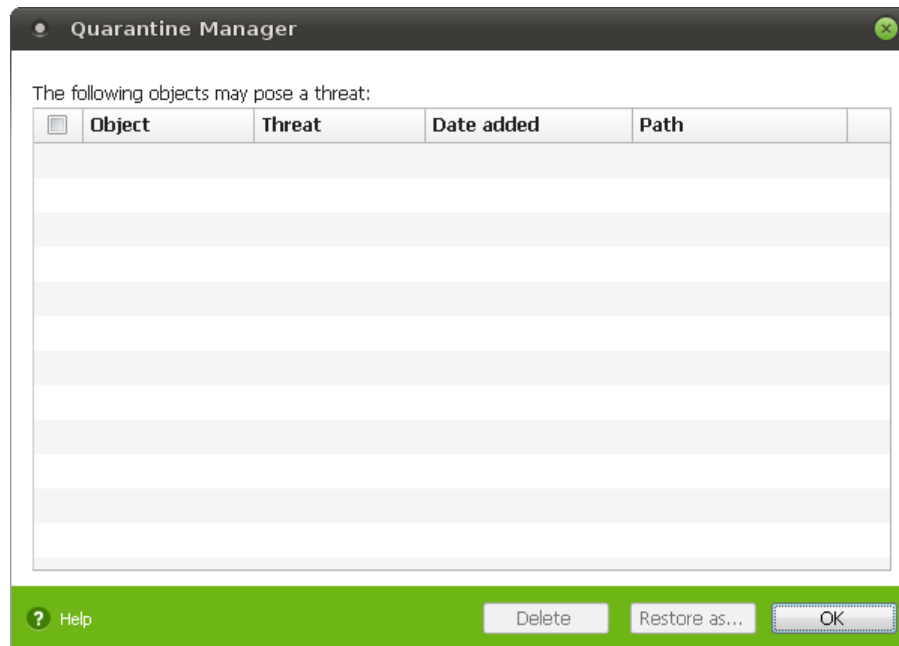 Quarantine Manager
The following objects may pose a threat:
Object Threat Date added Path
? Help Delete Restore as... OK